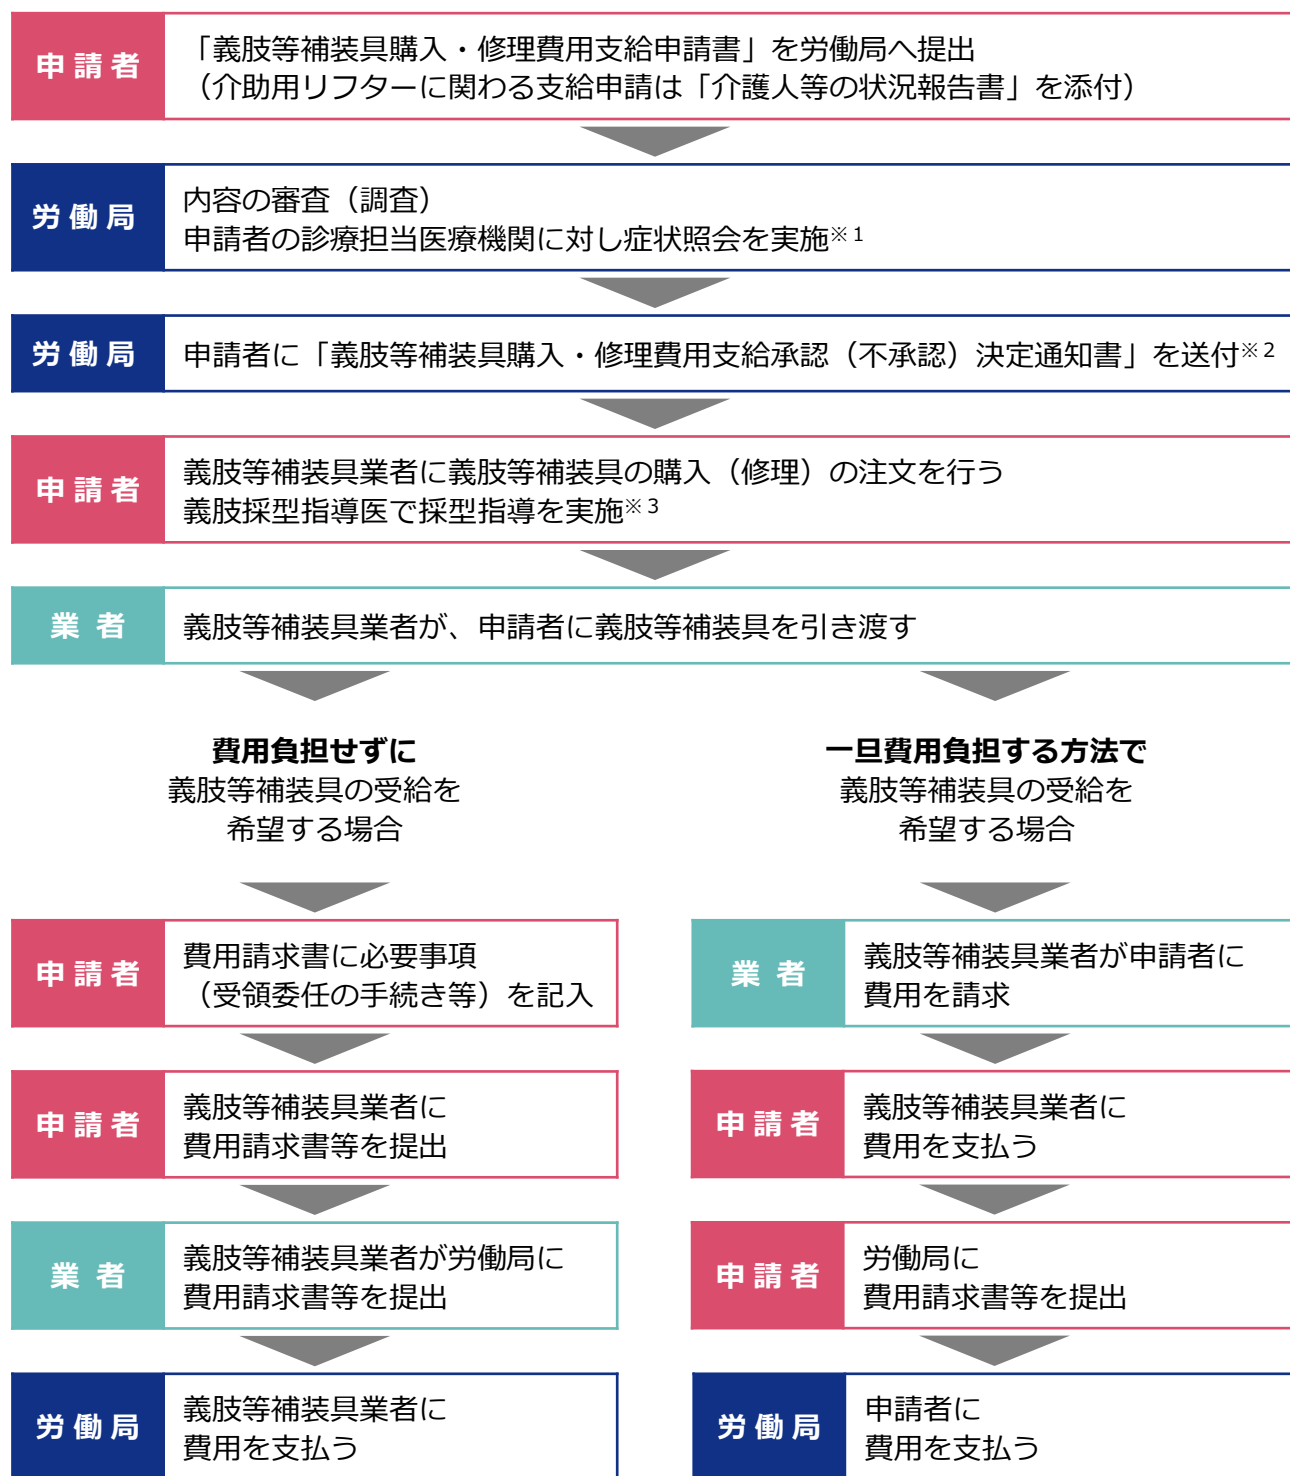 申請者
「義肢等補装具購入・修理費用支給申請書」を労働局へ提出
（介助用リフターに関わる支給申請は「介護人等の状況報告書」を添付）
労働局
内容の審査（調査）
申請者の診療担当医療機関に対し症状照会を実施※1
労働局
申請者に「義肢等補装具購入・修理費用支給承認（不承認）決定通知書」を送付※2
申請者
義肢等補装具業者に義肢等補装具の購入（修理）の注文を行う
義肢採型指導医で採型指導を実施※3
業者
義肢等補装具業者が、申請者に義肢等補装具を引き渡す
費用負担せずに
義肢等補装具の受給を
希望する場合
申請者
費用請求書に必要事項
（受領委任の手続き等）を記入
申請者
義肢等補装具業者に
費用請求書等を提出
業者
義肢等補装具業者が労働局に
費用請求書等を提出
労働局
義肢等補装具業者に
費用を支払う
一旦費用負担する方法で
義肢等補装具の受給を
希望する場合
業者
義肢等補装具業者が申請者に
費用を請求
申請者
義肢等補装具業者に
費用を支払う
申請者
労働局に
費用請求書等を提出
労働局
申請者に
費用を支払う